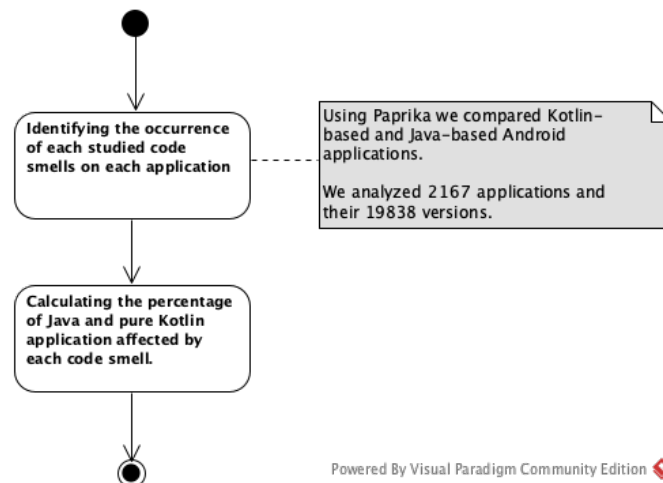 Identifying the occurrence
of each studied code
smells on each application
Using Paprika we compared Kotlin-
based and Java-based Android
applications.
We analyzed 2167 applications and
their 19838 versions.
Calculating the percentage
of Java and pure Kotlin
application affected by
each code smell.
Powered By Visual Paradigm Community Edition